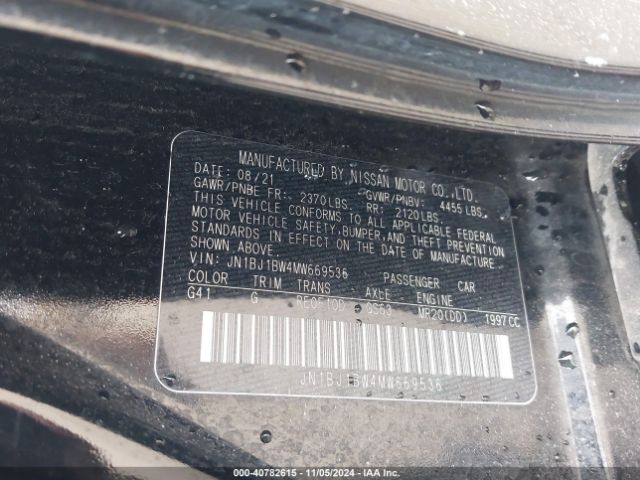 MANUFACTURED BY NISSAN MOTOR CO.,LTD.
DATE: 08/21 GVWR/PNBV: 4455 LBS.
GAWR/PNBE FR: 2370LBS. RR: 2120LBS.
THIS VEHICLE CONFORMS TO ALL APPLICABLE FEDERAL
MOTOR VEHICLE SAFETY,BUMPER,AND THEFT PREVENTION
STANDARDS IN EFFECT ON THE DATE OF MANUFACTURE
SHOWN ABOVE.
VIN: JN1BJ1BW4MW669536 PASSENGER CAR
COLOR TRIM TRANS AXLE ENGINE
G41 G RE0F10D GS63 MR20(DD) 1997CC
JN1BJ1BW4MW669536
000-40782615 - 11/05/2024 - IAA Inc.